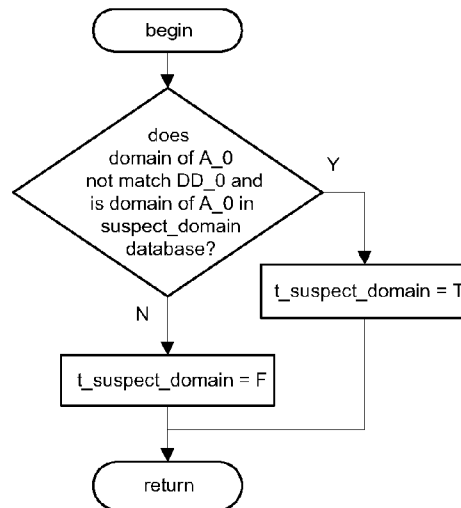 begin
does
domain of A_0
not match DD_0 and
is domain of A_0 in
suspect_domain
database?
Y
t_suspect_domain = T
N
t_suspect_domain = F
return